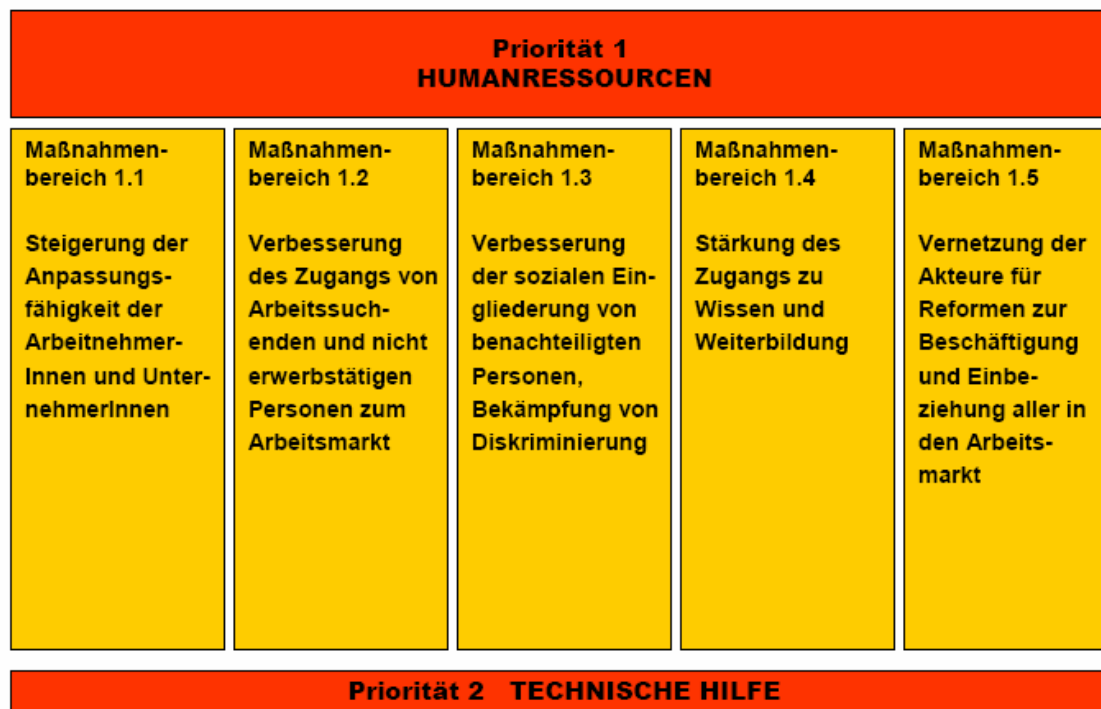 Priorität 1
HUMANRESSOURCEN
Maßnahmen-
bereich 1.1
Steigerung der
Anpassungs-
fähigkeit der
Arbeitnehmer-
Innen und Unter-
nehmerInnen
Maßnahmen-
bereich 1.2
Verbesserung
des Zugangs von
Arbeitssuch-
enden und nicht
erwerbstätigen
Personen zum
Arbeitsmarkt
Maßnahmen-
bereich 1.3
Verbesserung
der sozialen Ein-
gliederung von
benachteiligten
Personen,
Bekämpfung von
Diskriminierung
Maßnahmen-
bereich 1.4
Stärkung des
Zugangs zu
Wissen und
Weiterbildung
Maßnahmen-
bereich 1.5
Vernetzung der
Akteure für
Reformen zur
Beschäftigung
und Einbe-
ziehung aller in
den Arbeits-
markt
Priorität 2 TECHNISCHE HILFE